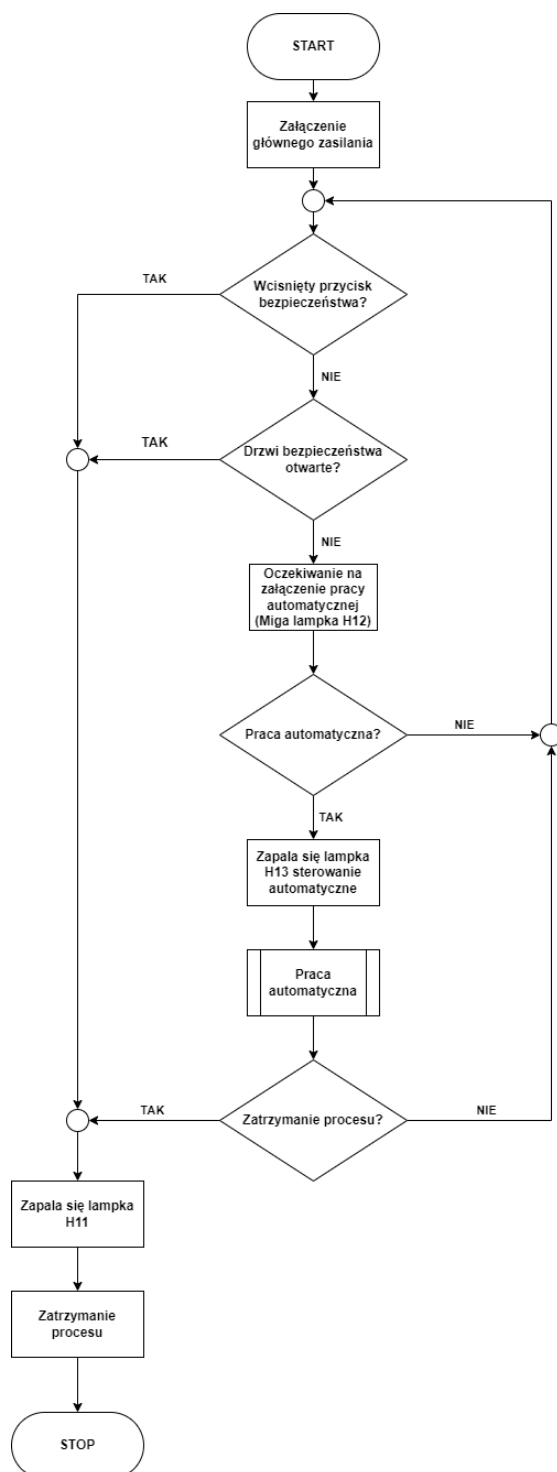 START
Załączenie
głównego zasilania
Wcisnięty przycisk
bezpieczeństwa?
TAK
NIE
Drzwi bezpieczeństwa
otwarte?
TAK
NIE
Oczekiwanie na
załączenie pracy
automatycznej
(Miga lampka H12)
Praca automatyczna?
NIE
TAK
Zapala się lampka
H13 sterowanie
automatyczne
Praca
automatyczna
Zatrzymanie procesu?
TAK
NIE
Zapala się lampka
H11
Zatrzymanie
procesu
STOP